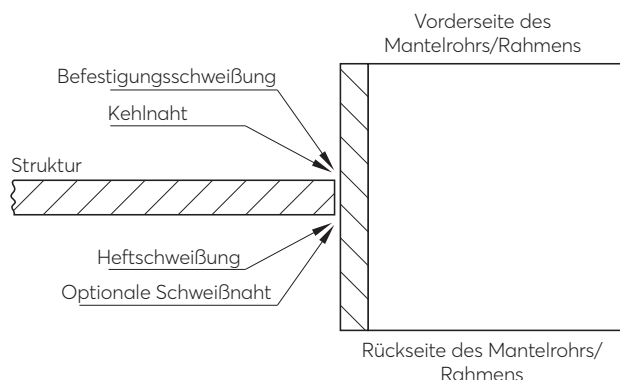 Vorderseite des
Mantelrohrs/Rahmens
Befestigungsschweißung
Kehlnaht
Struktur
Heftschweißung
Optionale Schweißnaht
Rückseite des Mantelrohrs/
Rahmens